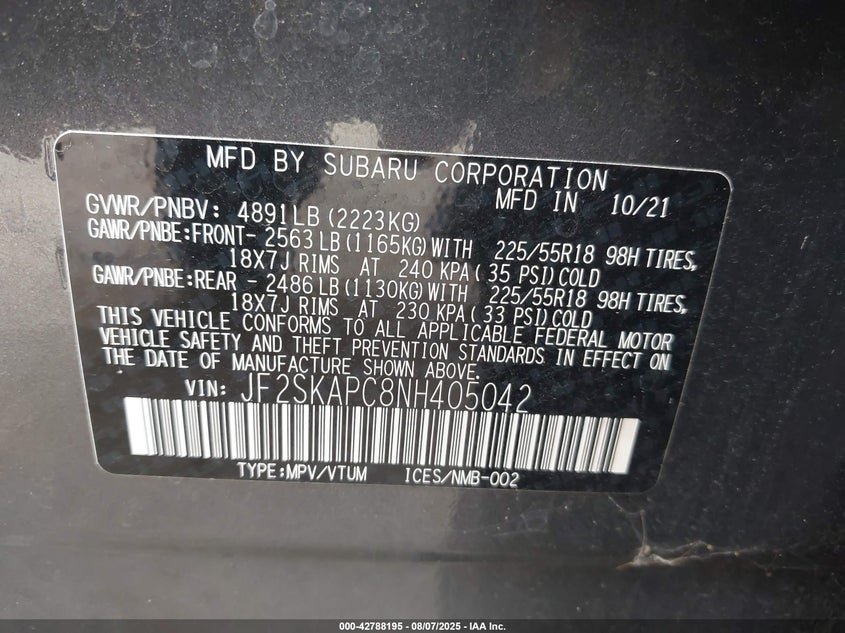 MFD BY SUBARU CORPORATION
MFD IN 10/21
GVWR/PNBV: 4891LB(2223KG)
GAWR/PNBE:FRONT- 2563LB(1165KG)WITH 225/55R18 98H TIRES,
18X7J RIMS AT 240 KPA( 35 PSI)COLD
GAWR/PNBE:REAR - 2486LB(1130KG)WITH 225/55R18 98H TIRES,
18X7J RIMS AT 230 KPA( 33 PSI)COLD
THIS VEHICLE CONFORMS TO ALL APPLICABLE FEDERAL MOTOR
VEHICLE SAFETY AND THEFT PREVENTION STANDARDS IN EFFECT ON
THE DATE OF MANUFACTURE SHOWN ABOVE.
VIN: JF2SKAPC8NH405042
TYPE:MPV/VTUM ICES/NMB-002
000-42788195 - 08/07/2025 - IAA Inc.